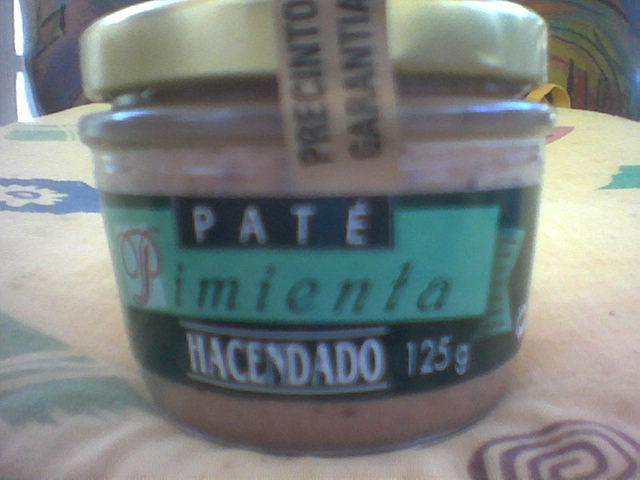 PRECINTO
GARANTIA
PATÉ
Pimienta
HACENDADO 125g